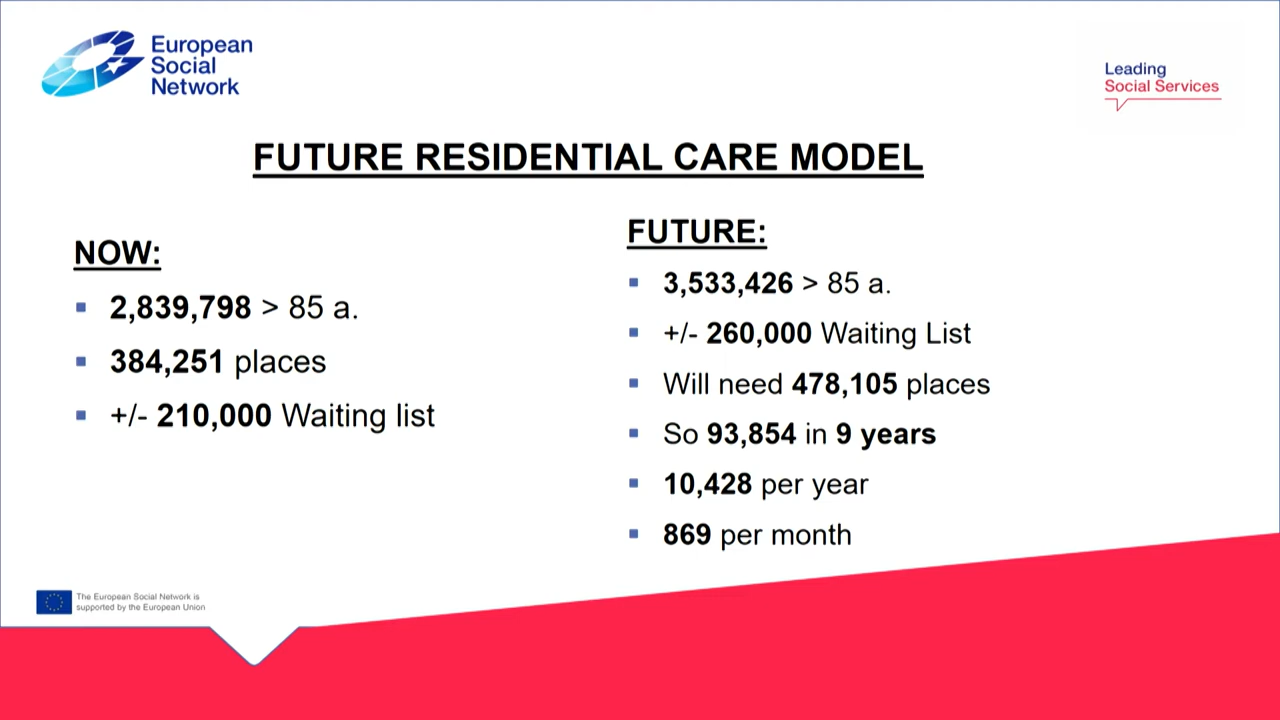 European
Social
Network
Leading
Social Services
FUTURE RESIDENTIAL CARE MODEL
NOW:
▪ 2,839,798 > 85 a.
▪ 384,251 places
▪ +/- 210,000 Waiting list
FUTURE:
▪ 3,533,426 > 85 a.
▪ +/- 260,000 Waiting List
▪ Will need 478,105 places
▪ So 93,854 in 9 years
▪ 10,428 per year
▪ 869 per month
The European Social Network is
supported by the European Union